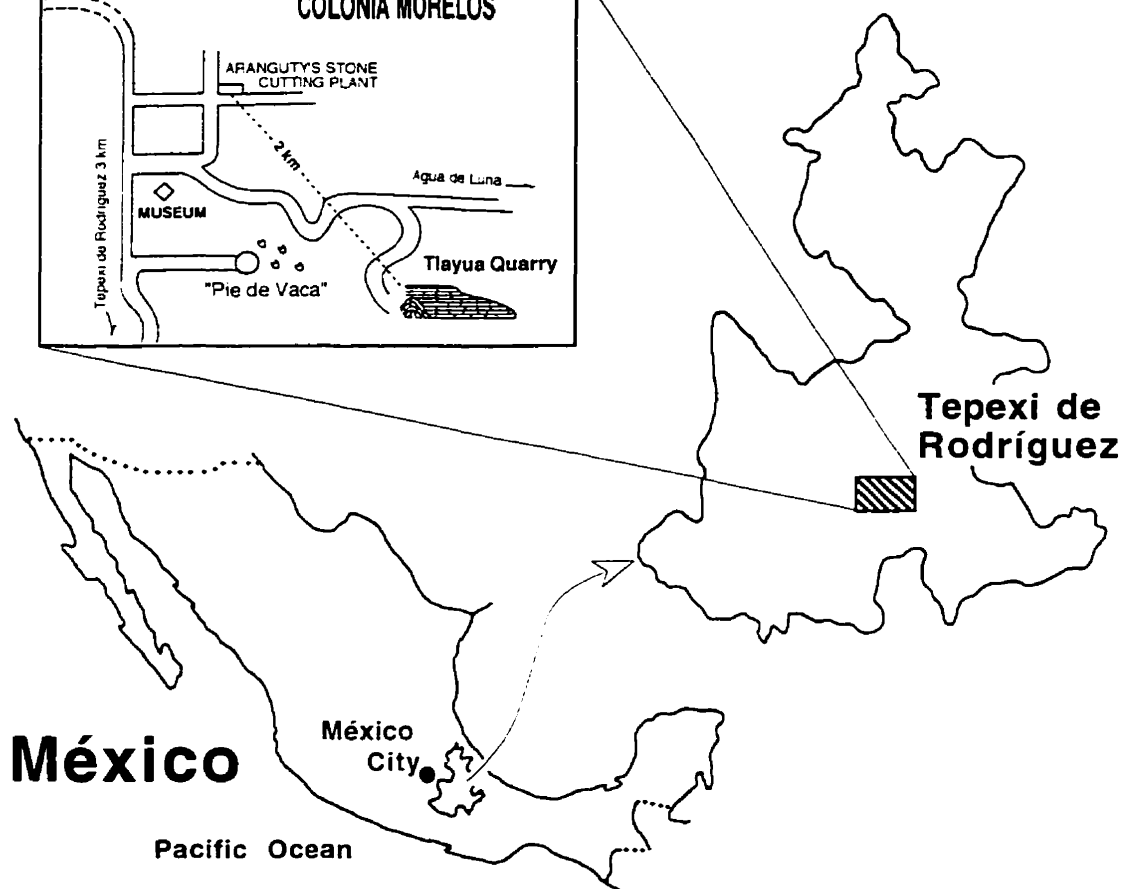 COLONIA MORELOS
ARANGUTY'S STONE
CUTTING PLANT
2 km
Agua de Luna
Tepexi de Rodríguez 3 km
MUSEUM
Tlayua Quarry
"Pie de Vaca"
Tepexi de
Rodríguez
México
City
México
Pacific Ocean